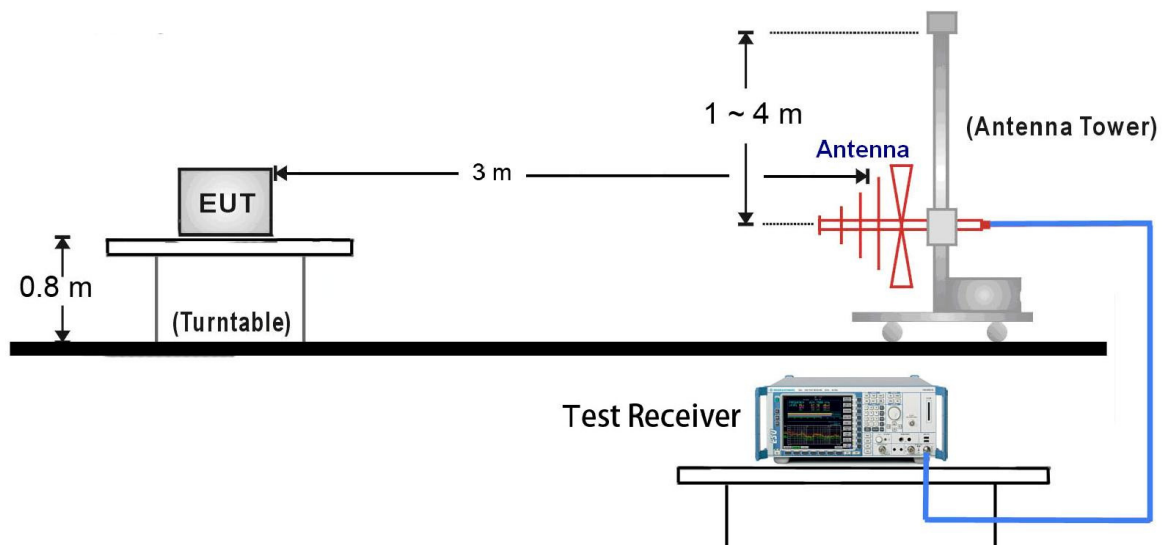 1 ~ 4 m
(Antenna Tower)
Antenna
3 m
EUT
0.8 m
(Turntable)
Test Receiver